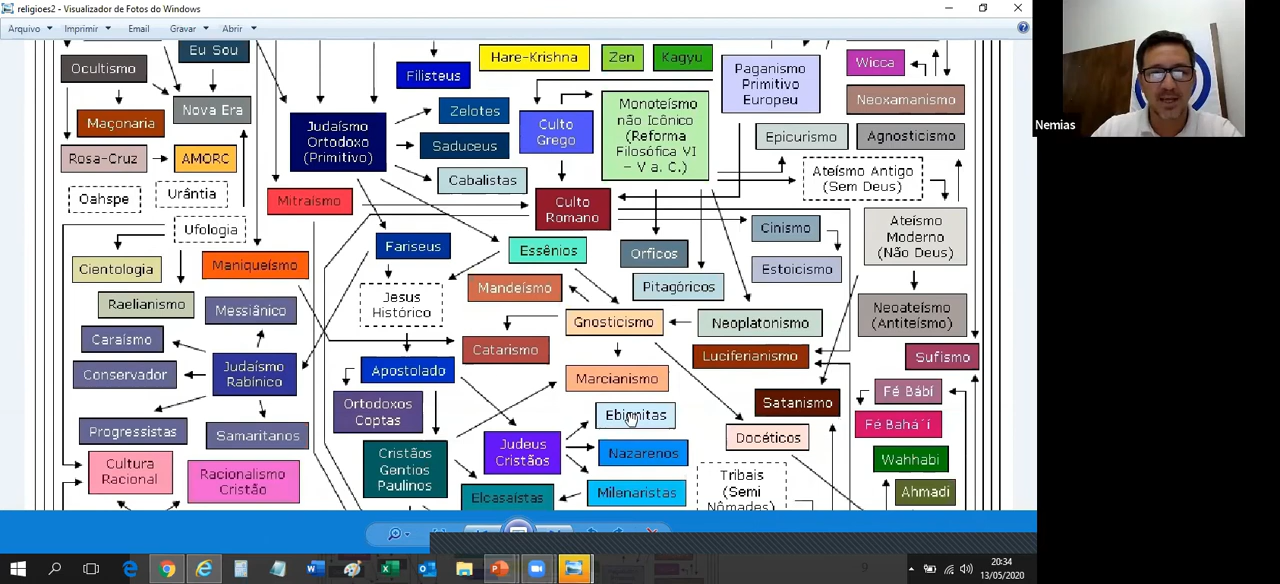 religioes2 - Visualizador de Fotos do Windows
Arquivo
Imprimir
Email
Gravar
Abrir
Eu Sou
Ocultismo
Nova Era
Maçonaria
Rosa-Cruz
AMORC
Oahspe
Urântia
Ufologia
Cientologia
Raelianismo
Filisteus
Hare-Krishna
Zen
Kagyu
Paganismo
Primitivo
Europeu
Wicca
Neoxamanismo
Nemias
Judaísmo
Ortodoxo
(Primitivo)
Zelotes
Saduceus
Cabalistas
Culto
Grego
Monoteísmo
não Icônico
(Reforma
Filosófica VI
– V a. C.)
Epicurismo
Agnosticismo
Ateísmo Antigo
(Sem Deus)
Mitraísmo
Culto
Romano
Cinismo
Ateísmo
Moderno
(Não Deus)
Fariseus
Essênios
Orficos
Estoicismo
Maniqueísmo
Mandeísmo
Pitagóricos
Jesus
Histórico
Messiânico
Gnosticismo
Neoplatonismo
Neoateísmo
(Antiteísmo)
Caraísmo
Catarismo
Luciferianismo
Sufismo
Conservador
Judaísmo
Rabínico
Apostolado
Marcianismo
Satanismo
Fé Bábí
Ortodoxos
Coptas
Ebionitas
Fé Bahá´í
Progressistas
Samaritanos
Judeus
Cristãos
Docéticos
Nazarenos
Wahhabi
Cultura
Racional
Racionalismo
Cristão
Cristãos
Gentios
Paulinos
Elcasaístas
Milenaristas
Tribais
(Semi
Nômades)
Ahmadi
20:34
13/05/2020